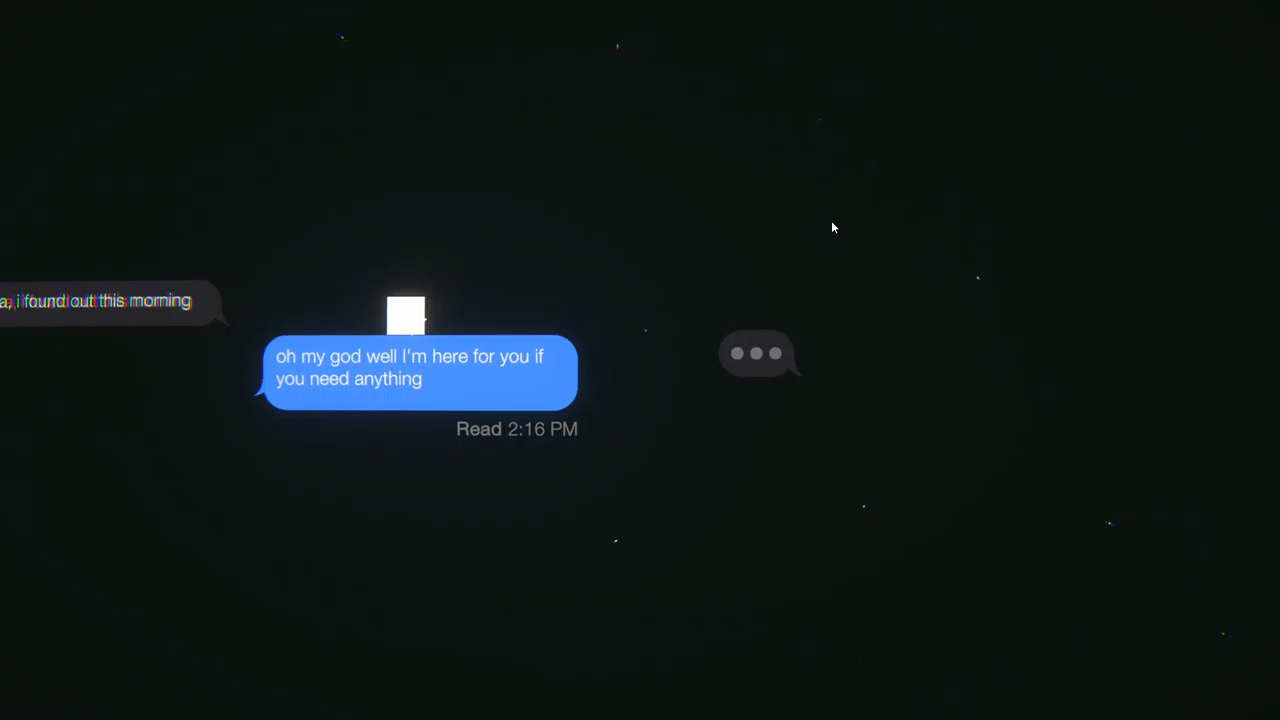 a, i found out this morning
oh my god well I'm here for you if
you need anything
Read 2:16 PM